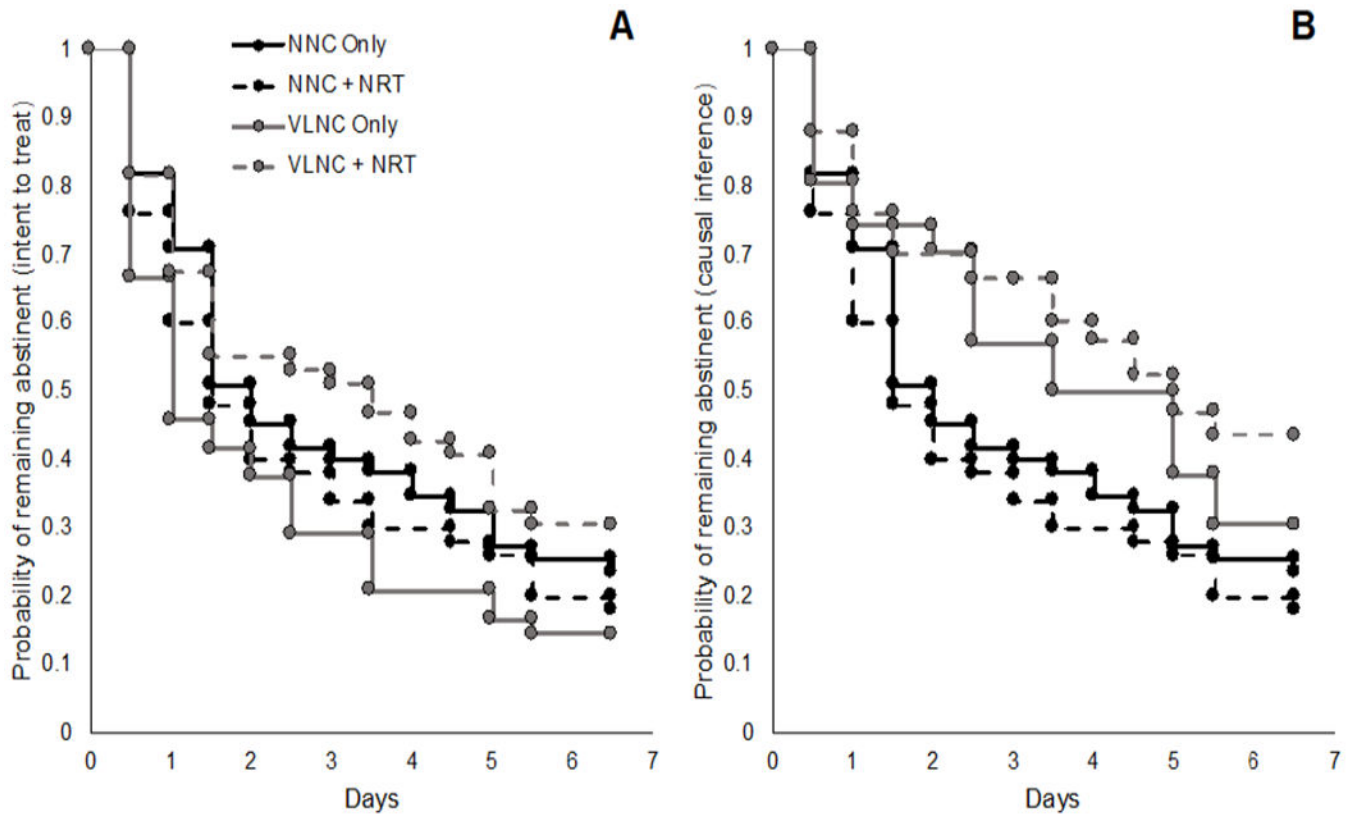 A
NNC Only
NNC + NRT
VLNC Only
VLNC + NRT
Probability of remaining abstinent (intent to treat)
1
0.9
0.8
0.7
0.6
0.5
0.4
0.3
0.2
0.1
0
0 1 2 3 4 5 6 7
Days
B
Probability of remaining abstinent (causal inference)
1
0.9
0.8
0.7
0.6
0.5
0.4
0.3
0.2
0.1
0
0 1 2 3 4 5 6 7
Days